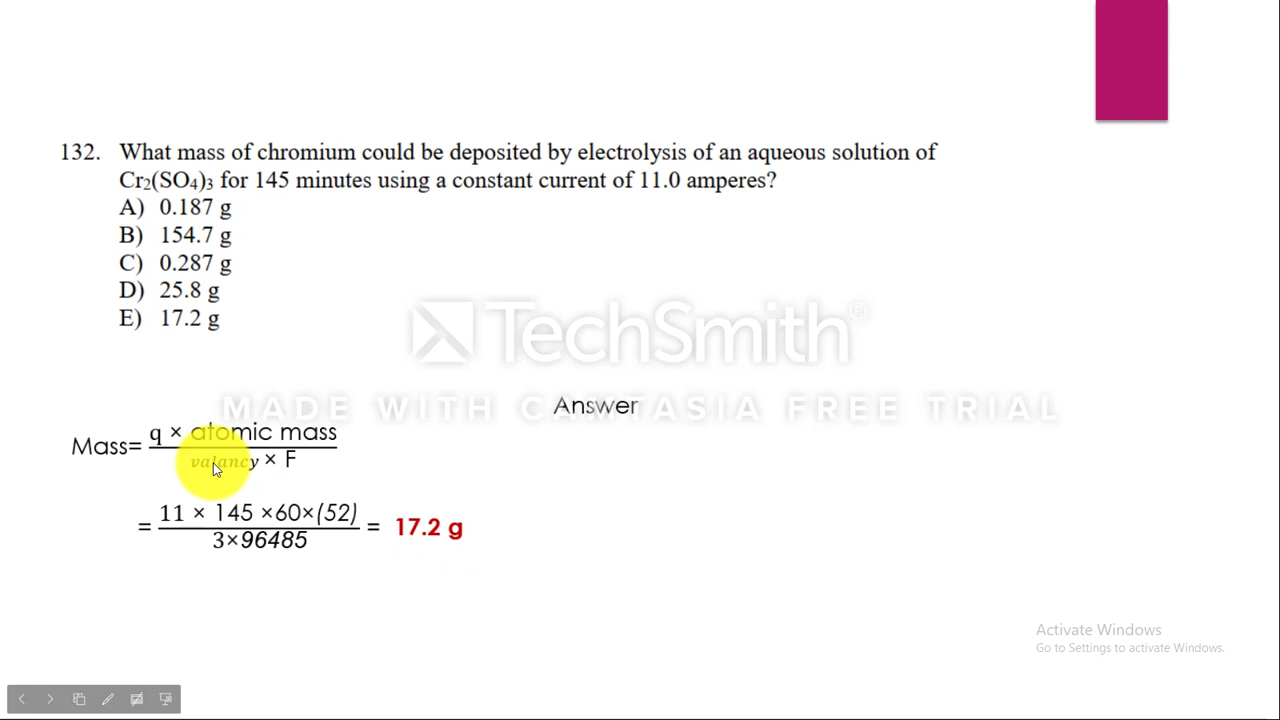 132. What mass of chromium could be deposited by electrolysis of an aqueous solution of
Cr₂(SO₄)₃ for 145 minutes using a constant current of 11.0 amperes?
A) 0.187 g
B) 154.7 g
C) 0.287 g
D) 25.8 g
E) 17.2 g
TechSmith®
MADE WITH CAMTASIA FREE TRIAL
Answer
q × atomic mass
Mass=
valancy × F
11 × 145 ×60×(52)
= = 17.2 g
3×96485
Activate Windows
Go to Settings to activate Windows.